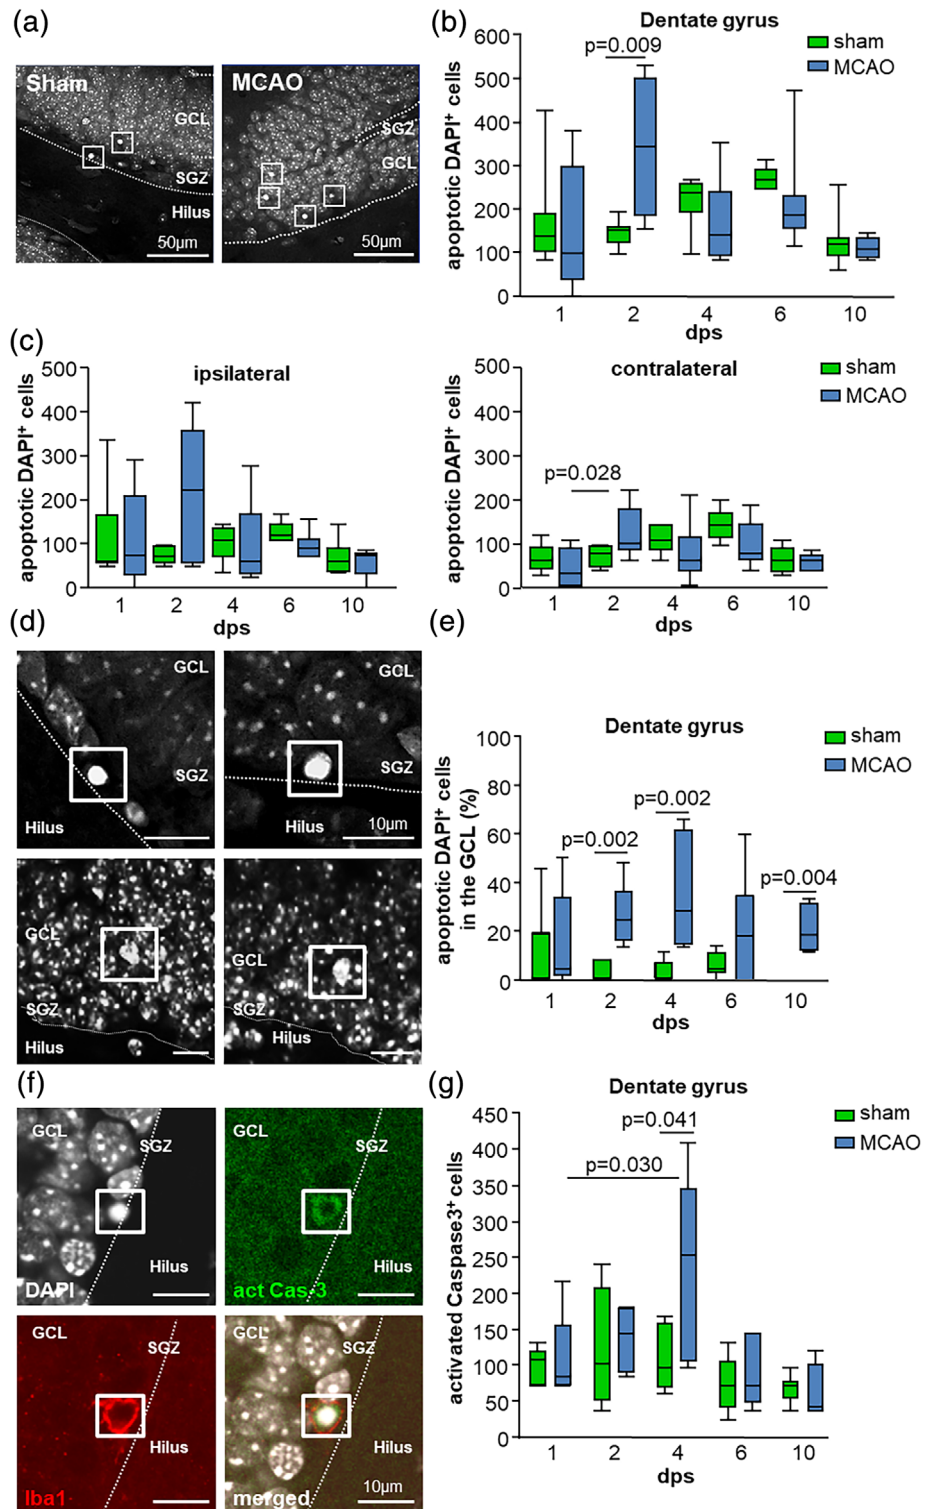 (a)
Sham
GCL
SGZ
Hilus
50µm
MCAO
SGZ
GCL
50µm
(b)
Dentate gyrus
sham
MCAO
p=0.009
apoptotic DAPI⁺ cells
600
500
400
300
200
100
0
1 2 4 6 10
dps
(c)
ipsilateral
apoptotic DAPI⁺ cells
500
400
300
200
100
0
1 2 4 6 10
dps
contralateral
sham
MCAO
p=0.028
apoptotic DAPI⁺ cells
500
400
300
200
100
0
1 2 4 6 10
dps
(d)
GCL
SGZ
Hilus
GCL
SGZ
Hilus
10µm
GCL
SGZ
Hilus
GCL
SGZ
Hilus
(e)
Dentate gyrus
sham
MCAO
p=0.002
p=0.002
p=0.004
apoptotic DAPI⁺ cells
in the GCL (%)
100
80
60
40
20
0
1 2 4 6 10
dps
(f)
GCL
SGZ
Hilus
DAPI
GCL
SGZ
Hilus
act Cas-3
GCL
SGZ
Hilus
Iba1
GCL
SGZ
Hilus
merged
10µm
(g)
Dentate gyrus
sham
MCAO
p=0.041
p=0.030
activated Caspase3⁺ cells
450
400
350
300
250
200
150
100
50
0
1 2 4 6 10
dps